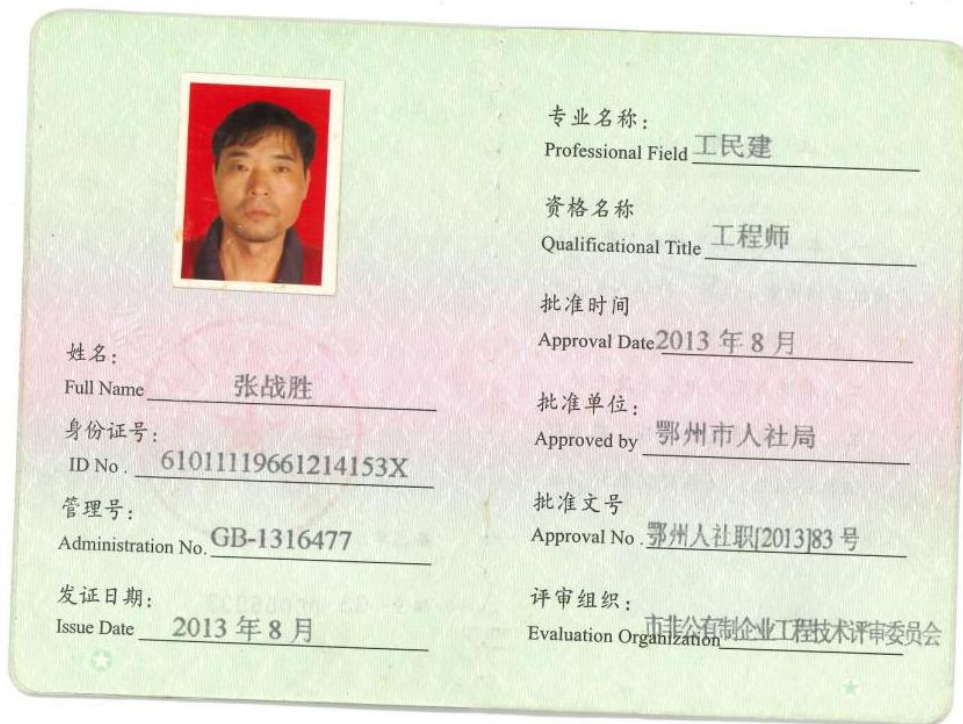 姓名：
Full Name 张战胜
身份证号：
ID No . 61011119661214153X
管理号：
Administration No. GB-1316477
发证日期：
Issue Date 2013 年 8 月
专业名称：
Professional Field 工民建
资格名称
Qualificational Title 工程师
批准时间
Approval Date 2013 年 8 月
批准单位：
Approved by 鄂州市人社局
批准文号
Approval No . 鄂州人社职[2013]83 号
评审组织：
Evaluation Organization 市非公有制企业工程技术评审委员会